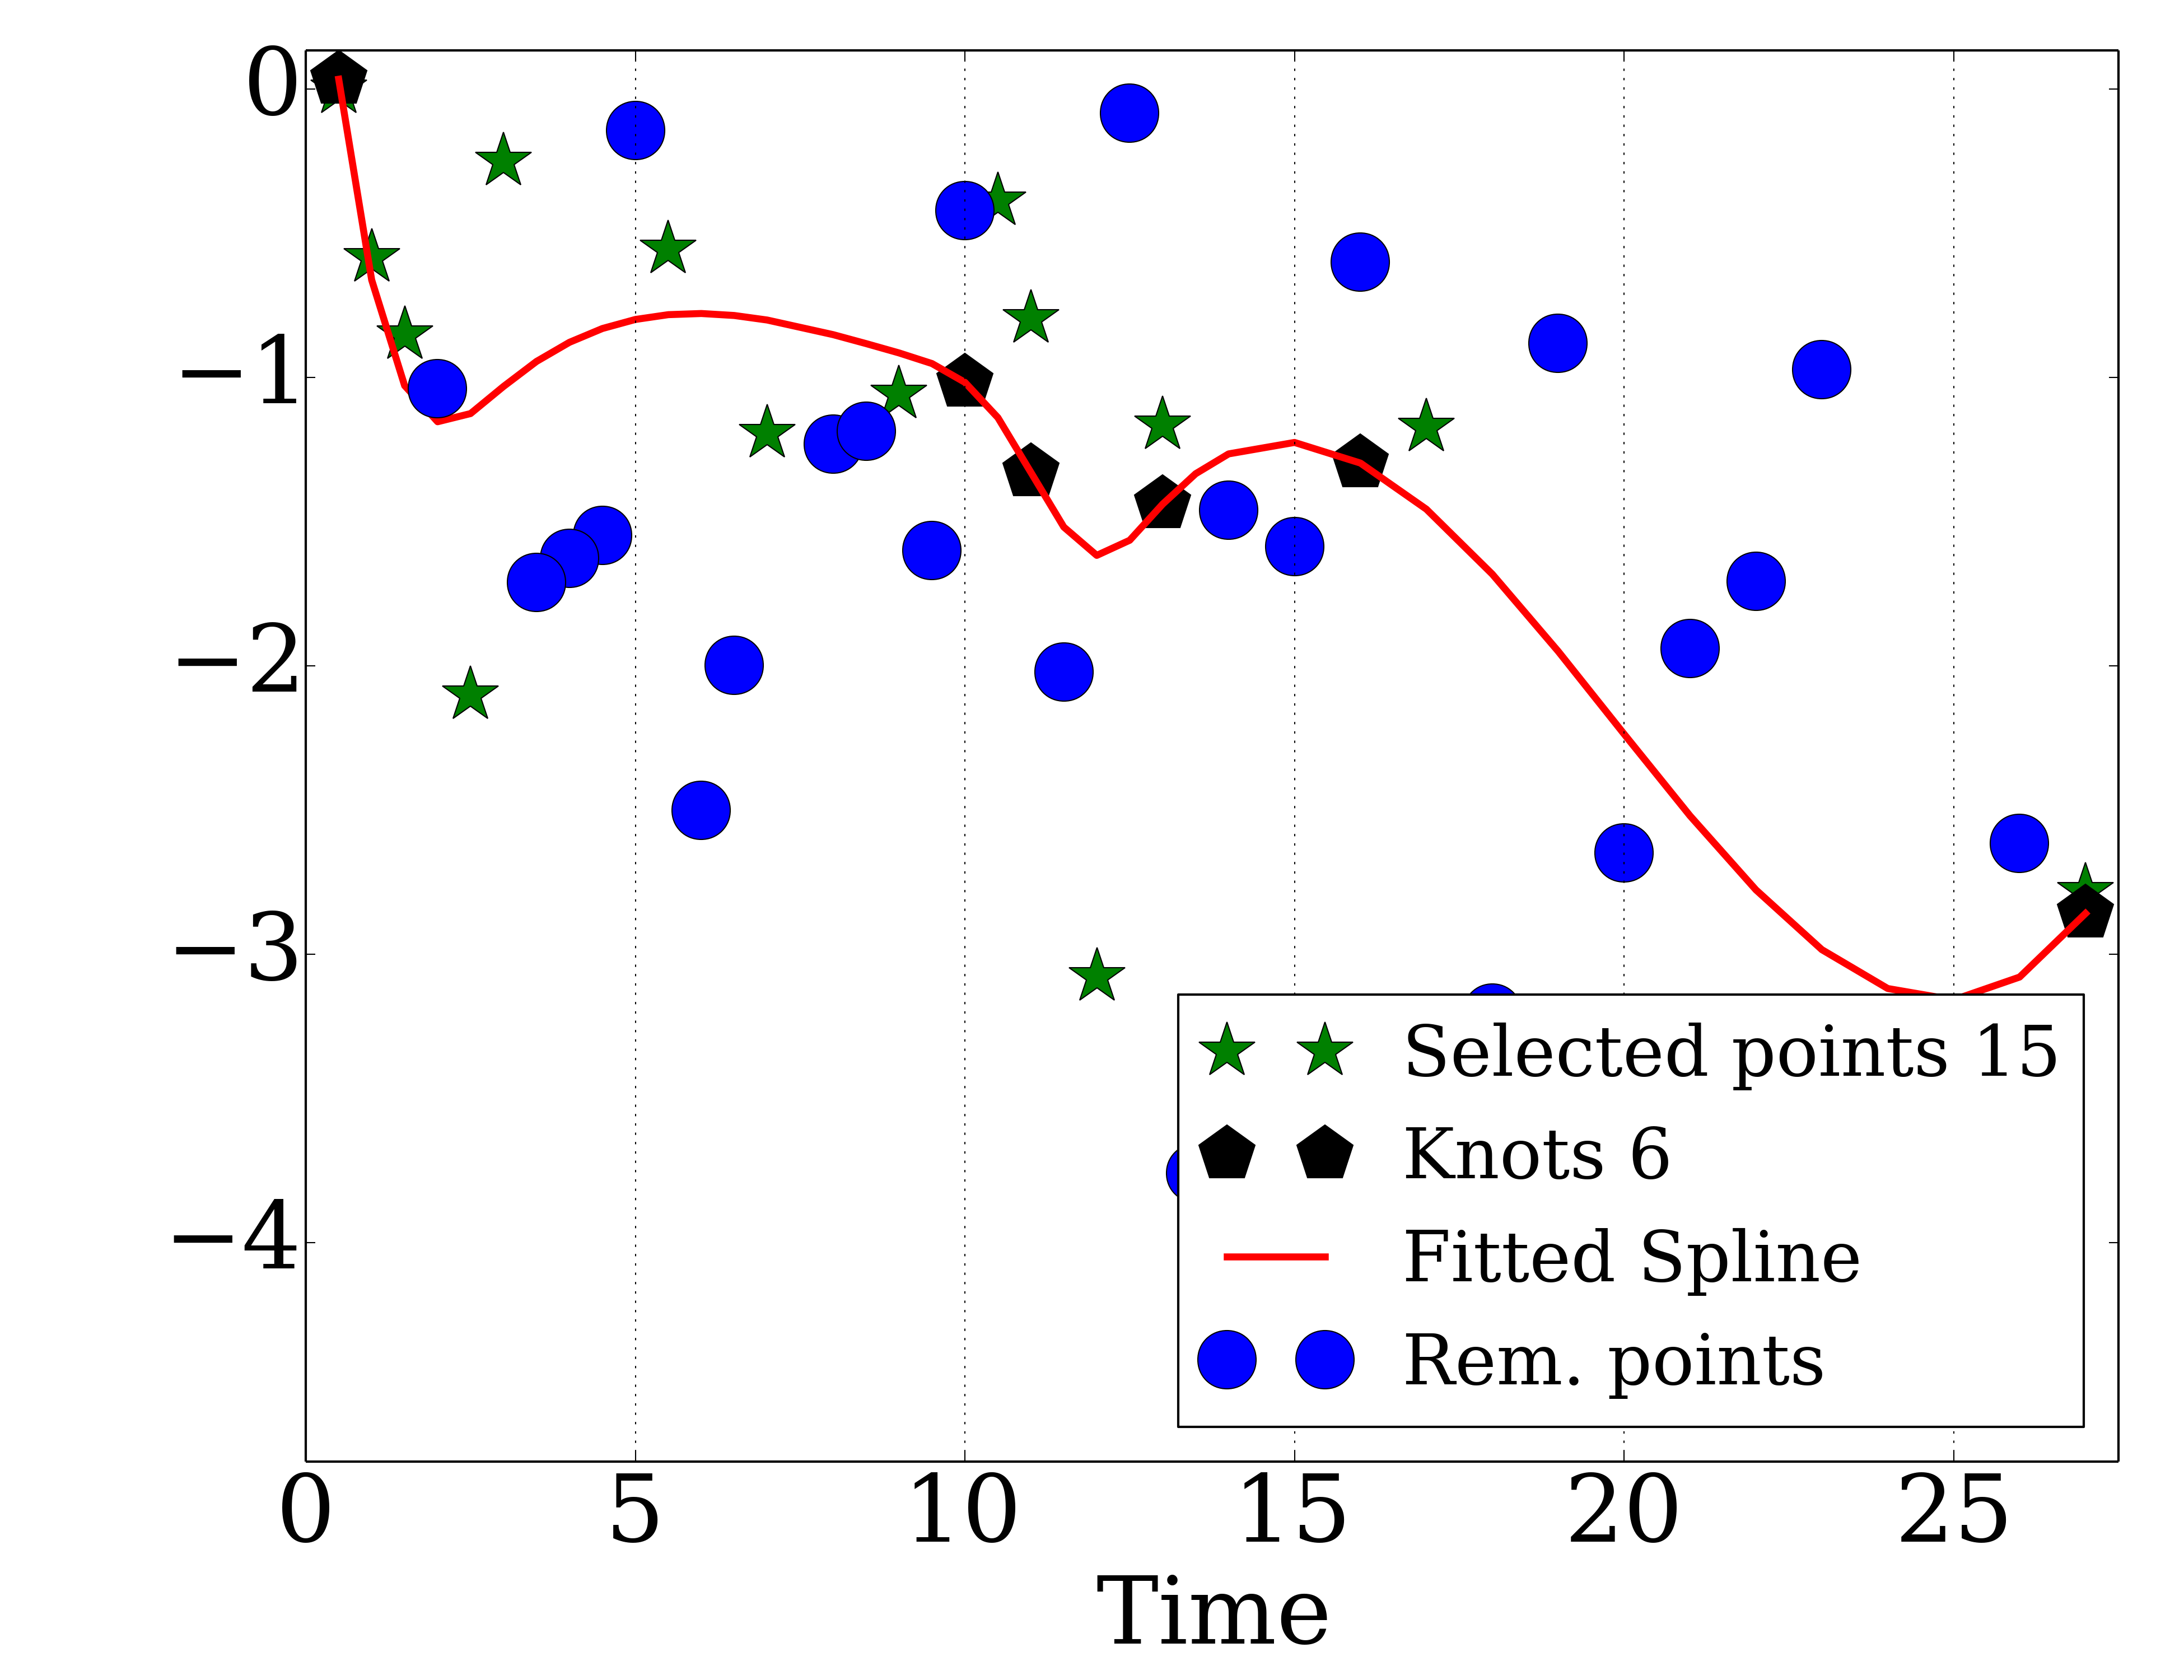 0
−1
−2
−3
−4
0 5 10 15 20 25
Time
Selected points 15
Knots 6
Fitted Spline
Rem. points